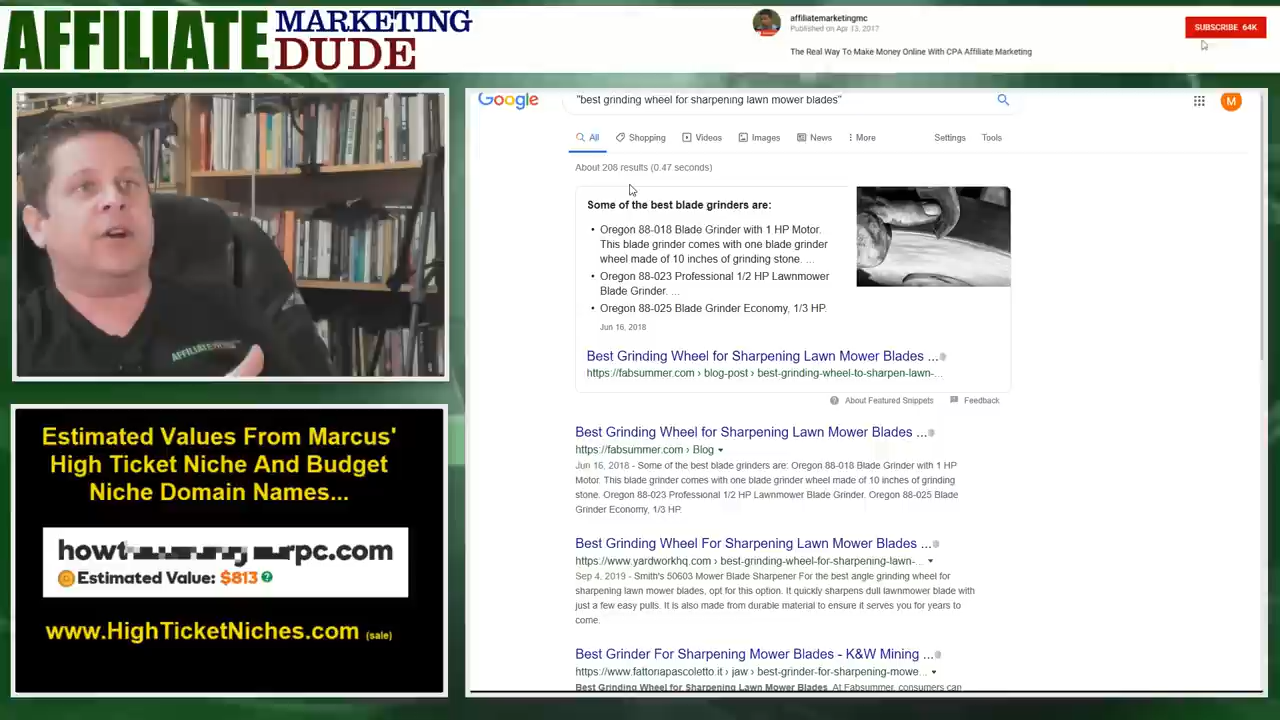 AFFILIATE
MARKETING
DUDE
affiliatemarketingmc
Published on Apr 13, 2017
The Real Way To Make Money Online With CPA Affiliate Marketing
SUBSCRIBE 64K
AFFILIATE
Estimated Values From Marcus'
High Ticket Niche And Budget
Niche Domain Names...
rpc.com
Estimated Value: $813 ?
www.HighTicketNiches.com (sale)
Google
"best grinding wheel for sharpening lawn mower blades"
M
All
Shopping
Videos
Images
News
More
Settings
Tools
About 206 results (0.47 seconds)
Some of the best blade grinders are:
• Oregon 88-018 Blade Grinder with 1 HP Motor.
This blade grinder comes with one blade grinder
wheel made of 10 inches of grinding stone. ...
• Oregon 88-023 Professional 1/2 HP Lawnmower
Blade Grinder. ...
• Oregon 88-025 Blade Grinder Economy, 1/3 HP.
Jun 16, 2018
Best Grinding Wheel for Sharpening Lawn Mower Blades ...
https://fabsummer.com › blog-post › best-grinding-wheel-to-sharpen-lawn-...
About Featured Snippets
Feedback
Best Grinding Wheel for Sharpening Lawn Mower Blades ...
https://fabsummer.com › Blog
Jun 16, 2018 - Some of the best blade grinders are: Oregon 88-018 Blade Grinder with 1 HP
Motor. This blade grinder comes with one blade grinder wheel made of 10 inches of grinding
stone. Oregon 88-023 Professional 1/2 HP Lawnmower Blade Grinder. Oregon 88-025 Blade
Grinder Economy, 1/3 HP.
Best Grinding Wheel For Sharpening Lawn Mower Blades ...
https://www.yardworkhq.com › best-grinding-wheel-for-sharpening-lawn-...
Sep 4, 2019 - Smith's 50603 Mower Blade Sharpener For the best angle grinding wheel for
sharpening lawn mower blades, opt for this option. It quickly sharpens dull lawnmower blade with
just a few easy pulls. It is also made from durable material to ensure it serves you for years to
come.
Best Grinder For Sharpening Mower Blades - K&W Mining ...
https://www.fattoriapascoletto.it › jaw › best-grinder-for-sharpening-mowe...
Best Grinding Wheel for Sharpening Lawn Mower Blades. At Fabsummer, consumers can